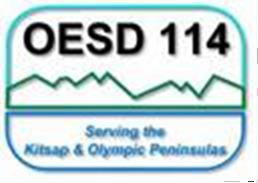 OESD 114
Serving the
Kitsap & Olympic Peninsulas